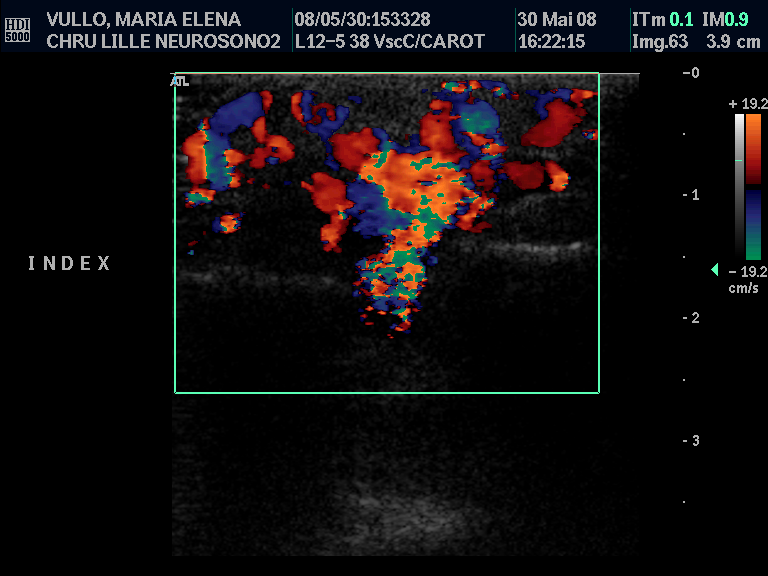 HDI 5000
VULLO, MARIA ELENA 08/05/30:153328 30 Mai 08 ITm 0.1 IM0.9
CHRU LILLE NEUROSONO2 L12-5 38 VscC/CAROT 16:22:15 Img.63 3.9 cm
ATL
0
+ 19.2
1
INDEX
- 19.2
cm/s
2
3